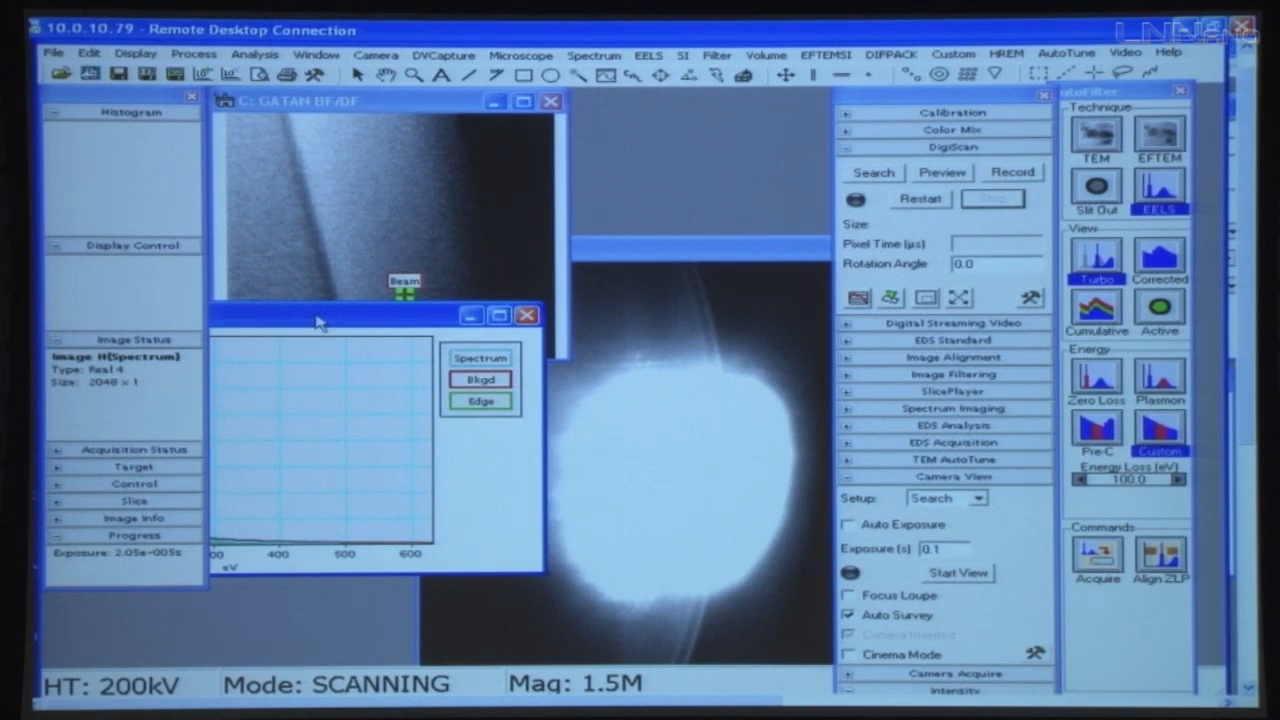 10.0.10.79 - Remote Desktop Connection
LNNano
File Edit Display Process Analysis Window Camera DVCapture Microscope Spectrum EELS SI Filter Volume EFTEMSI DIFPACK Custom HREM AutoTune Video Help
Histogram
Display Control
Image Status
Image H(Spectrum)
Type: Real 4
Size: 2048 x 1
Acquisition Status
Target
Control
Slice
Image Info
Progress
Exposure: 2.05e-005s
C: GATAN BF/DF
Beam
Spectrum
Bkgd
Edge
400 500 600
eV
Calibration
Color Mix
DigiScan
Search Preview Record
Restart Stop
Size:
Pixel Time (µs)
Rotation Angle 0.0
Digital Streaming Video
EDS Standard
Image Alignment
Image Filtering
SlicePlayer
Spectrum Imaging
EDS Analysis
EDS Acquisition
TEM AutoTune
Camera View
Setup: Search
Auto Exposure
Exposure (s) 0.1
Start View
Focus Loupe
Auto Survey
Camera Inserted
Cinema Mode
Camera Acquire
Intensity
utoFilter
Technique
TEM EFTEM
Slit Out EELS
View
Turbo Corrected
Cumulative Active
Energy
Zero Loss Plasmon
Pre-C Custom
Energy Loss (eV)
100.0
Commands
Acquire Align ZLP
HT: 200kV Mode: SCANNING Mag: 1.5M